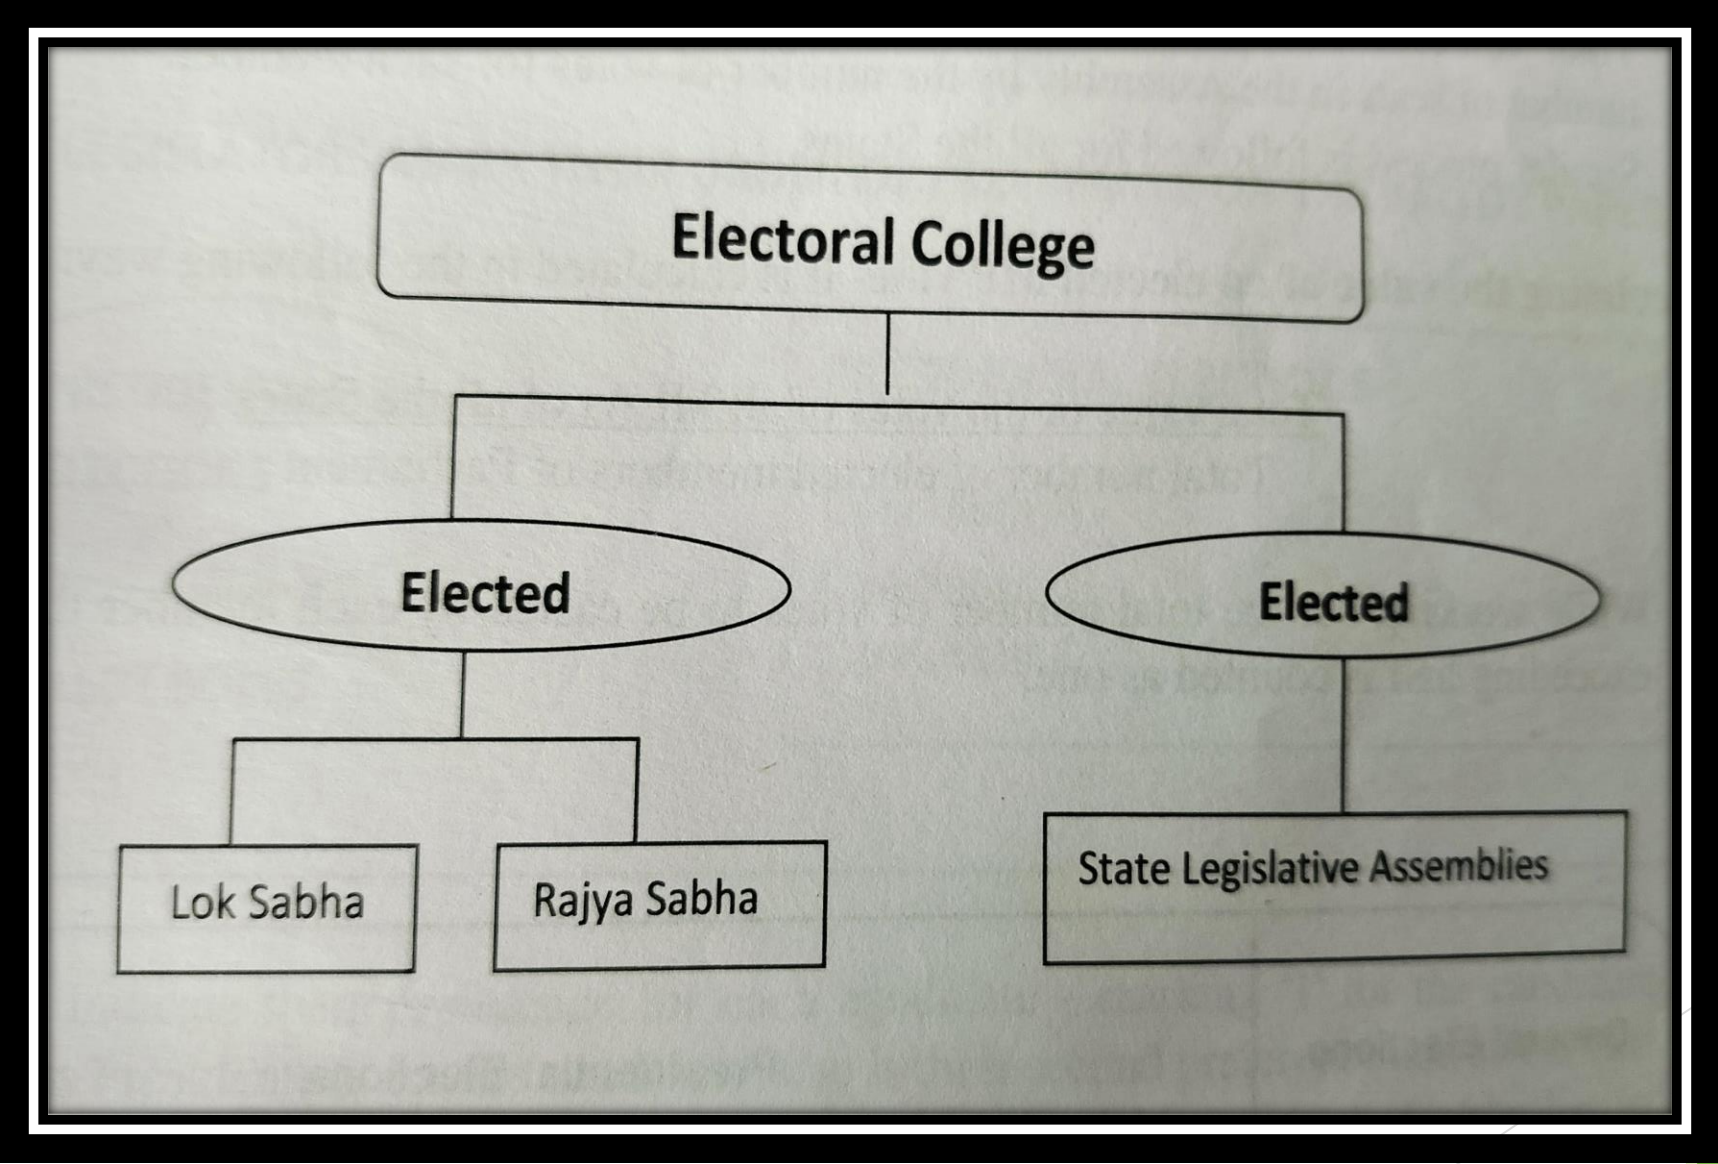 Electoral College
Elected
Elected
Lok Sabha
Rajya Sabha
State Legislative Assemblies